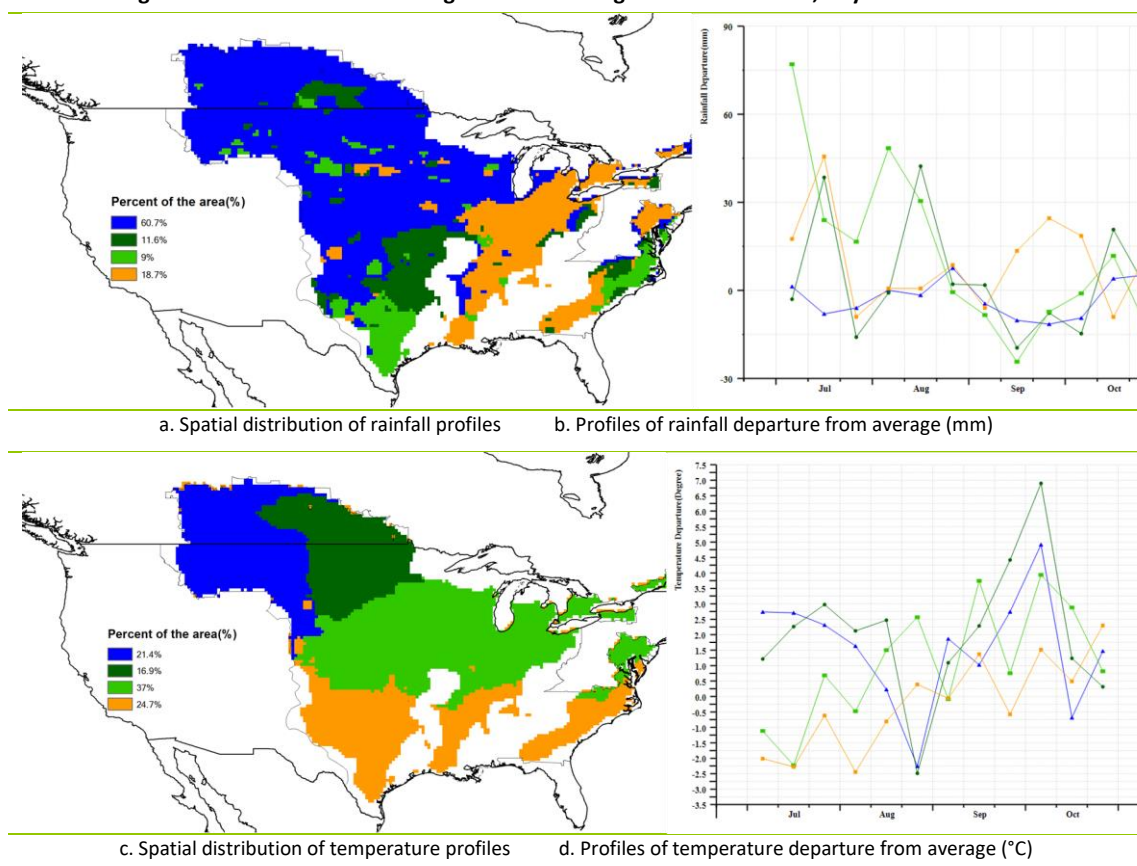 90
60
30
0
-30
Rainfall Departure(mm)
Jul
Aug
Sep
Oct
Percent of the area(%)
60.7%
11.6%
9%
18.7%
a. Spatial distribution of rainfall profiles
b. Profiles of rainfall departure from average (mm)
7.5
7.0
6.5
6.0
5.5
5.0
4.5
4.0
3.5
3.0
2.5
2.0
1.5
1.0
0.5
0.0
-0.5
-1.0
-1.5
-2.0
-2.5
-3.0
-3.5
Temperature Departure(Degree)
Jul
Aug
Sep
Oct
Percent of the area(%)
21.4%
16.9%
37%
24.7%
c. Spatial distribution of temperature profiles
d. Profiles of temperature departure from average (°C)